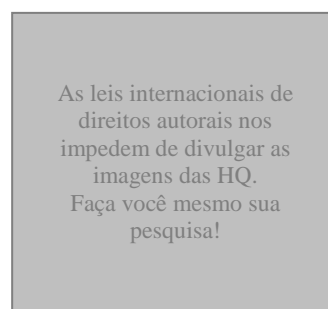 As leis internacionais de
direitos autorais nos
impedem de divulgar as
imagens das HQ.
Faça você mesmo sua
pesquisa!